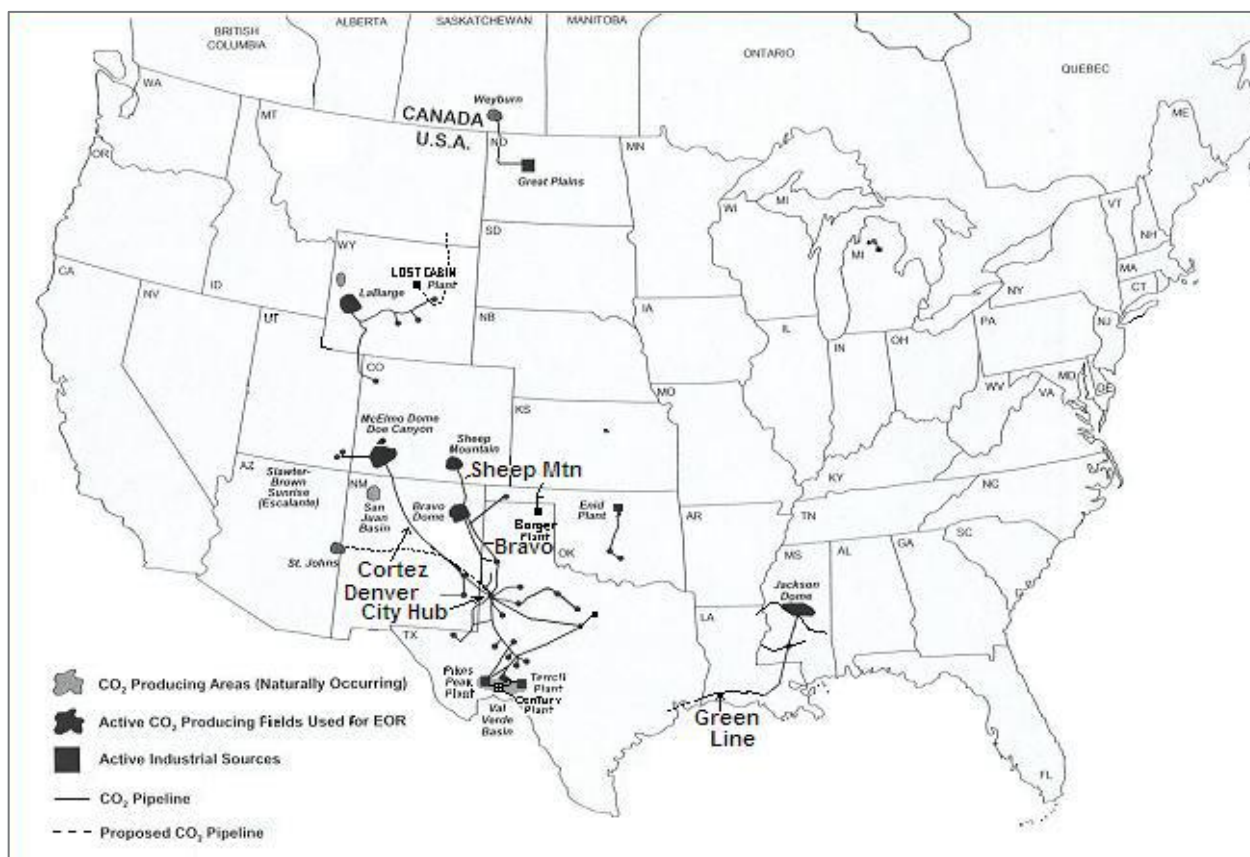 BRITISH
COLUMBIA
ALBERTA
SASKATCHEWAN
MANITOBA
ONTARIO
QUEBEC
WA
MT
Weyburn
CANADA
U.S.A.
ND
Great Plains
MN
ME
OR
WI
MI
VT
NH
SD
WY
LOST CABIN
Plant
LaBarge
MI
MA
NY
CT
CA
NV
ID
UT
NB
IA
PA
NJ
IL
IN
OH
CO
MD
DE
WV
VA
MO
KS
McElmo Dome
Doe Canyon
Sheep
Mountain
Sheep Mtn
KY
AZ
NM
San
Juan
Basin
Bravo
Dome
Borger
Plant
Enid
Plant
NC
TN
(Escalante)
Brown
Sunrise
Bravo
OK
AR
SC
St. Johns
Cortez
MS
AL
GA
Denver
City Hub
Jackson
Dome
TX
LA
Pikes
Peak
Plant
Plant
Century
Plant
Val
Verde
Basin
Green
Line
FL
CO₂ Producing Areas (Naturally Occurring)
Active CO₂ Producing Fields Used for EOR
Active Industrial Sources
CO₂ Pipeline
Proposed CO₂ Pipeline